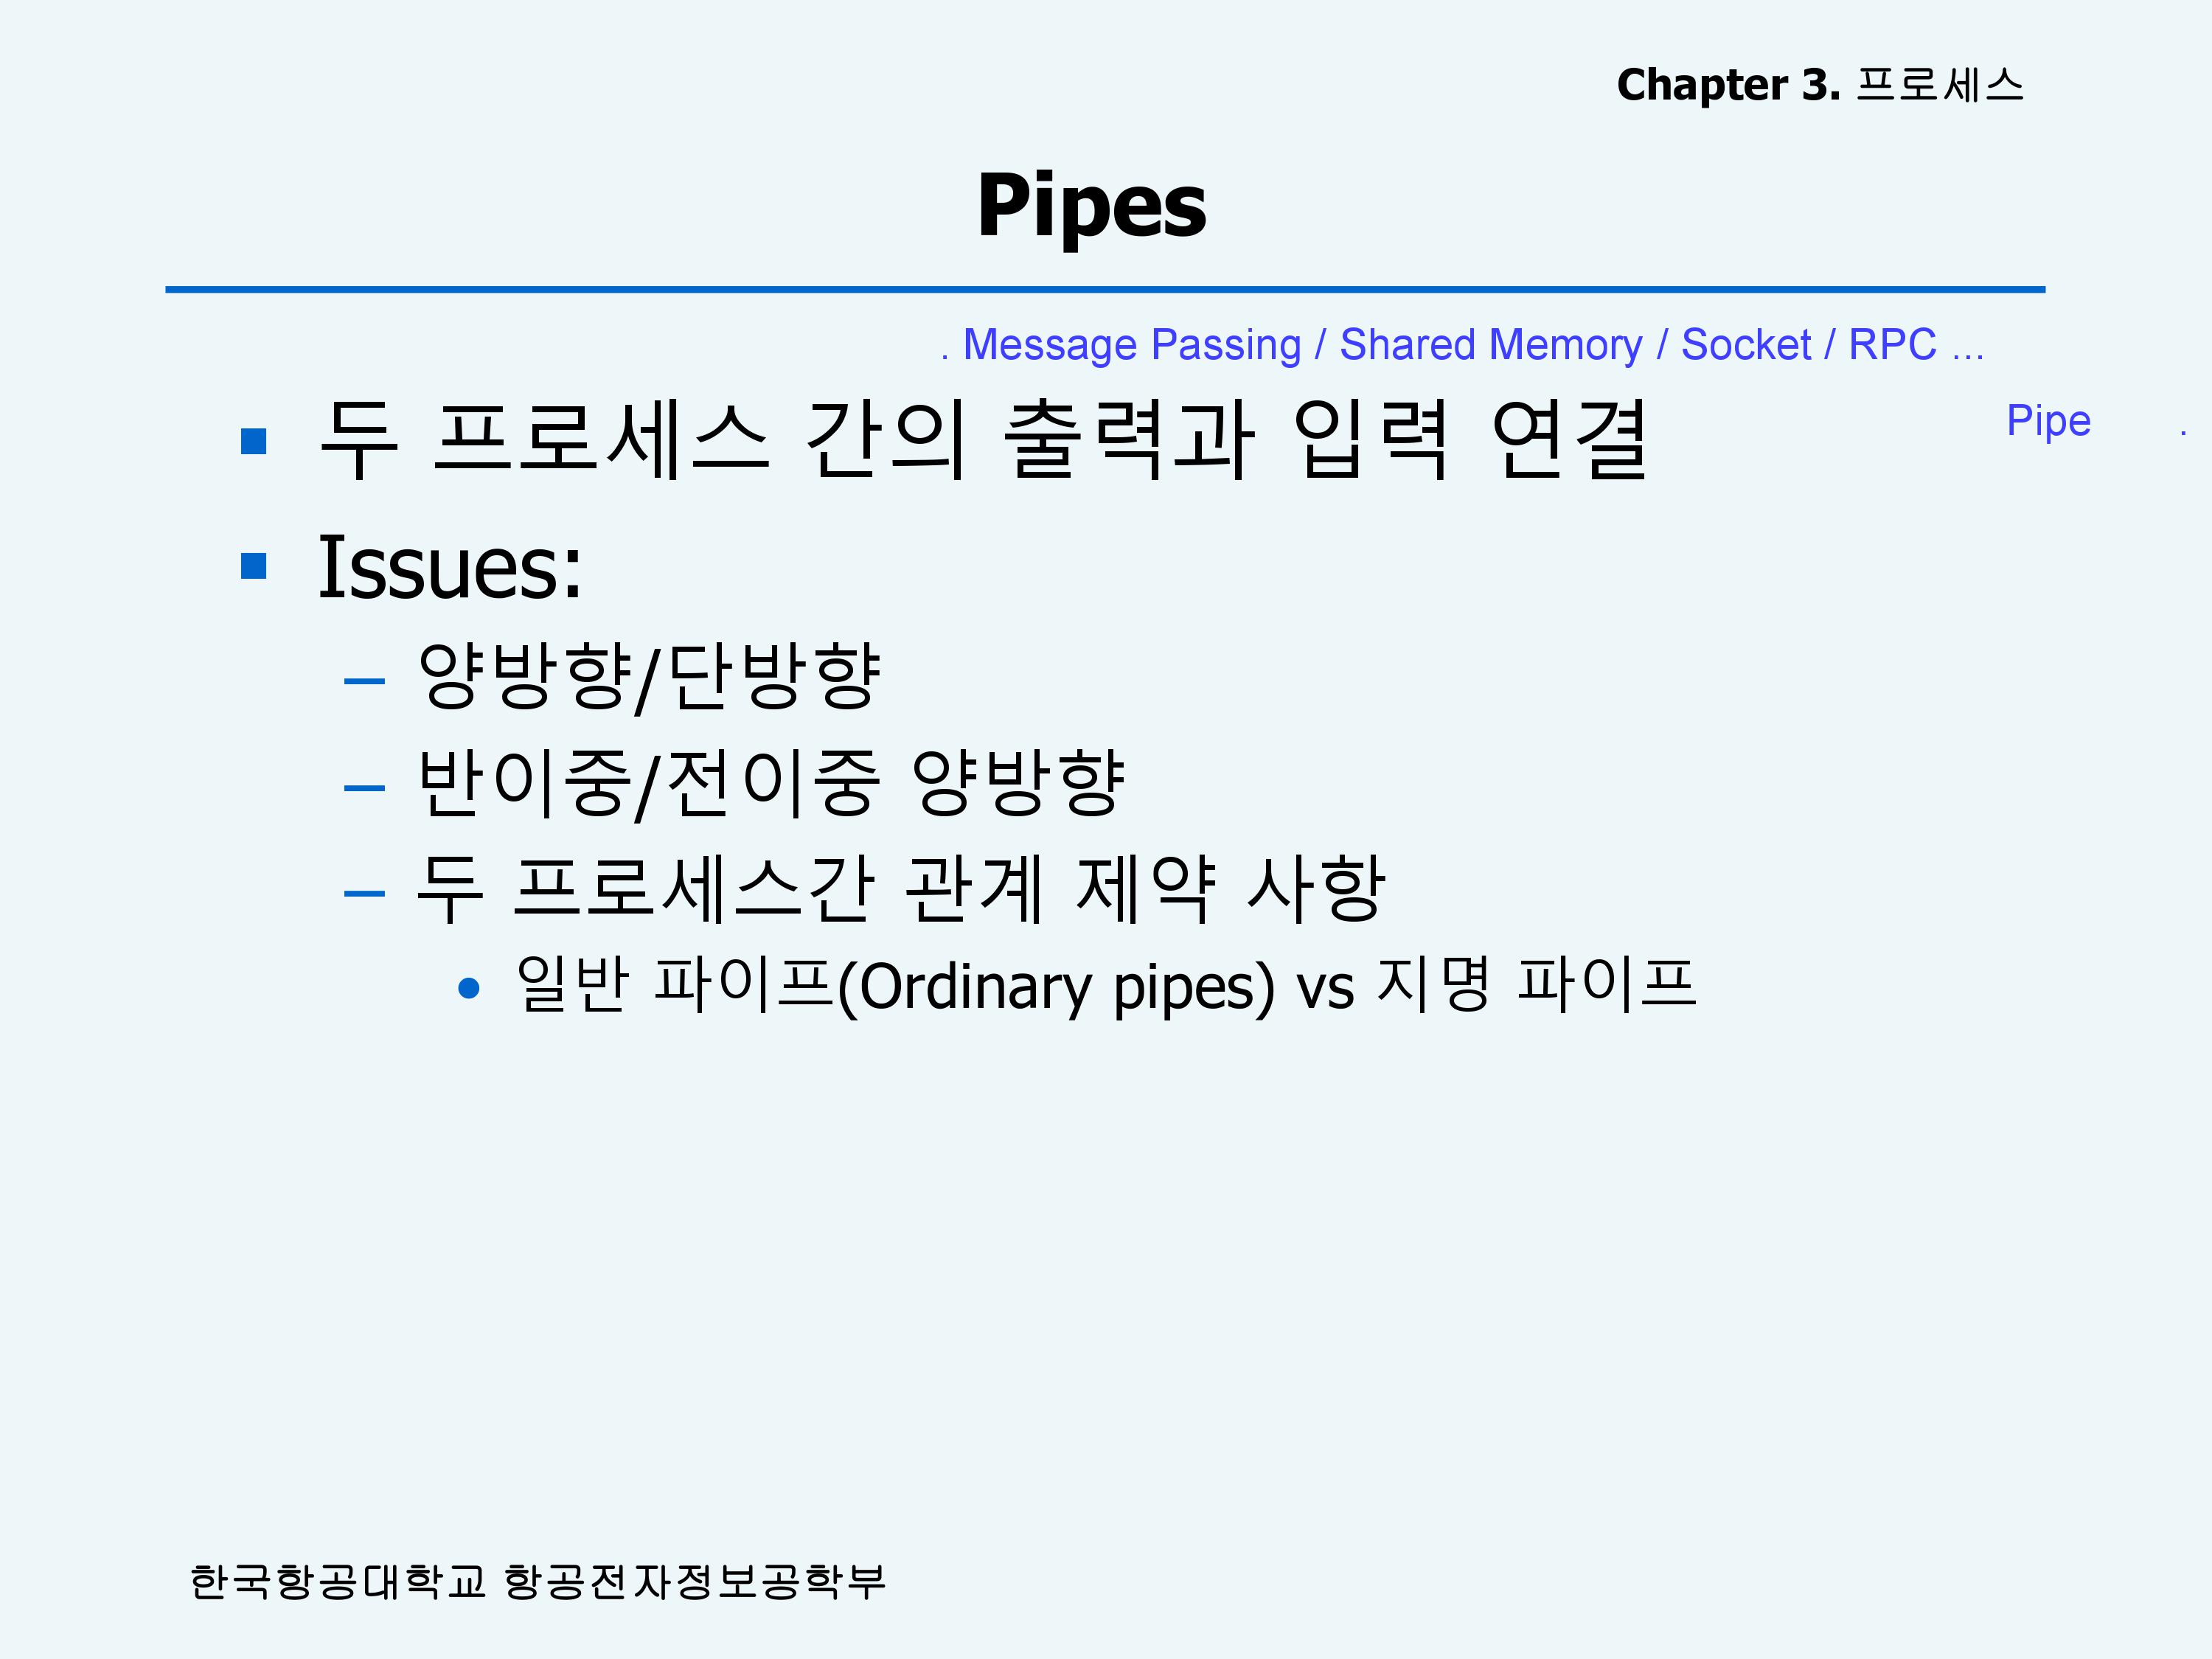 Chapter 3. 프로세스
Pipes
. Message Passing / Shared Memory / Socket / RPC ...
▪ 두 프로세스 간의 출력과 입력 연결
Pipe .
▪ Issues:
– 양방향/단방향
– 반이중/전이중 양방향
– 두 프로세스간 관계 제약 사항
• 일반 파이프(Ordinary pipes) vs 지명 파이프
한국항공대학교 항공전자정보공학부